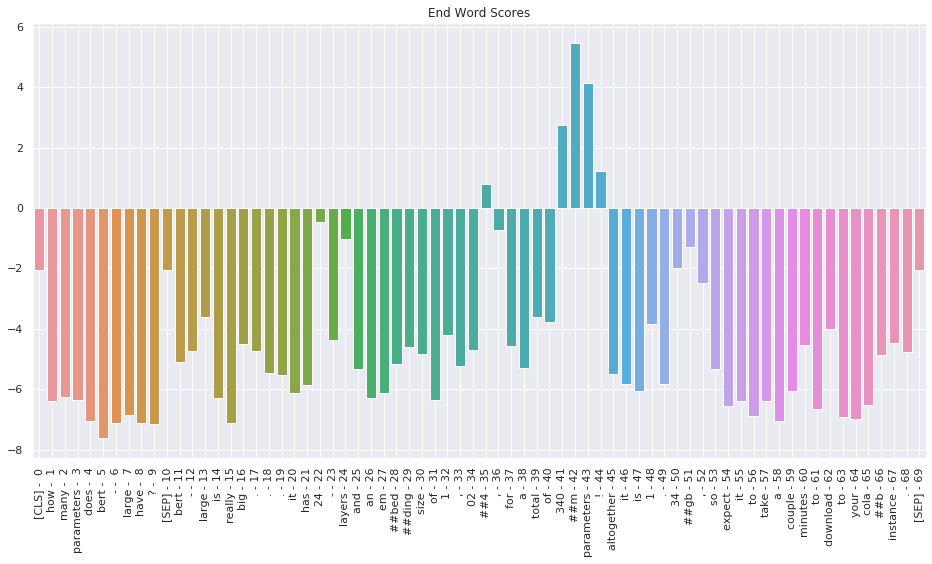 End Word Scores
6
4
2
0
−2
−4
−6
−8
[CLS] - 0
how - 1
many - 2
parameters - 3
does - 4
bert - 5
- - 6
large - 7
have - 8
? - 9
[SEP] - 10
bert - 11
- - 12
large - 13
is - 14
really - 15
big - 16
. - 17
. - 18
. - 19
it - 20
has - 21
24 - 22
- - 23
layers - 24
and - 25
an - 26
em - 27
##bed - 28
##ding - 29
size - 30
of - 31
1 - 32
, - 33
02 - 34
##4 - 35
, - 36
for - 37
a - 38
total - 39
of - 40
340 - 41
##m - 42
parameters - 43
! - 44
altogether - 45
it - 46
is - 47
1 - 48
. - 49
34 - 50
##gb - 51
, - 52
so - 53
expect - 54
it - 55
to - 56
take - 57
a - 58
couple - 59
minutes - 60
to - 61
download - 62
to - 63
your - 64
cola - 65
##b - 66
instance - 67
. - 68
[SEP] - 69